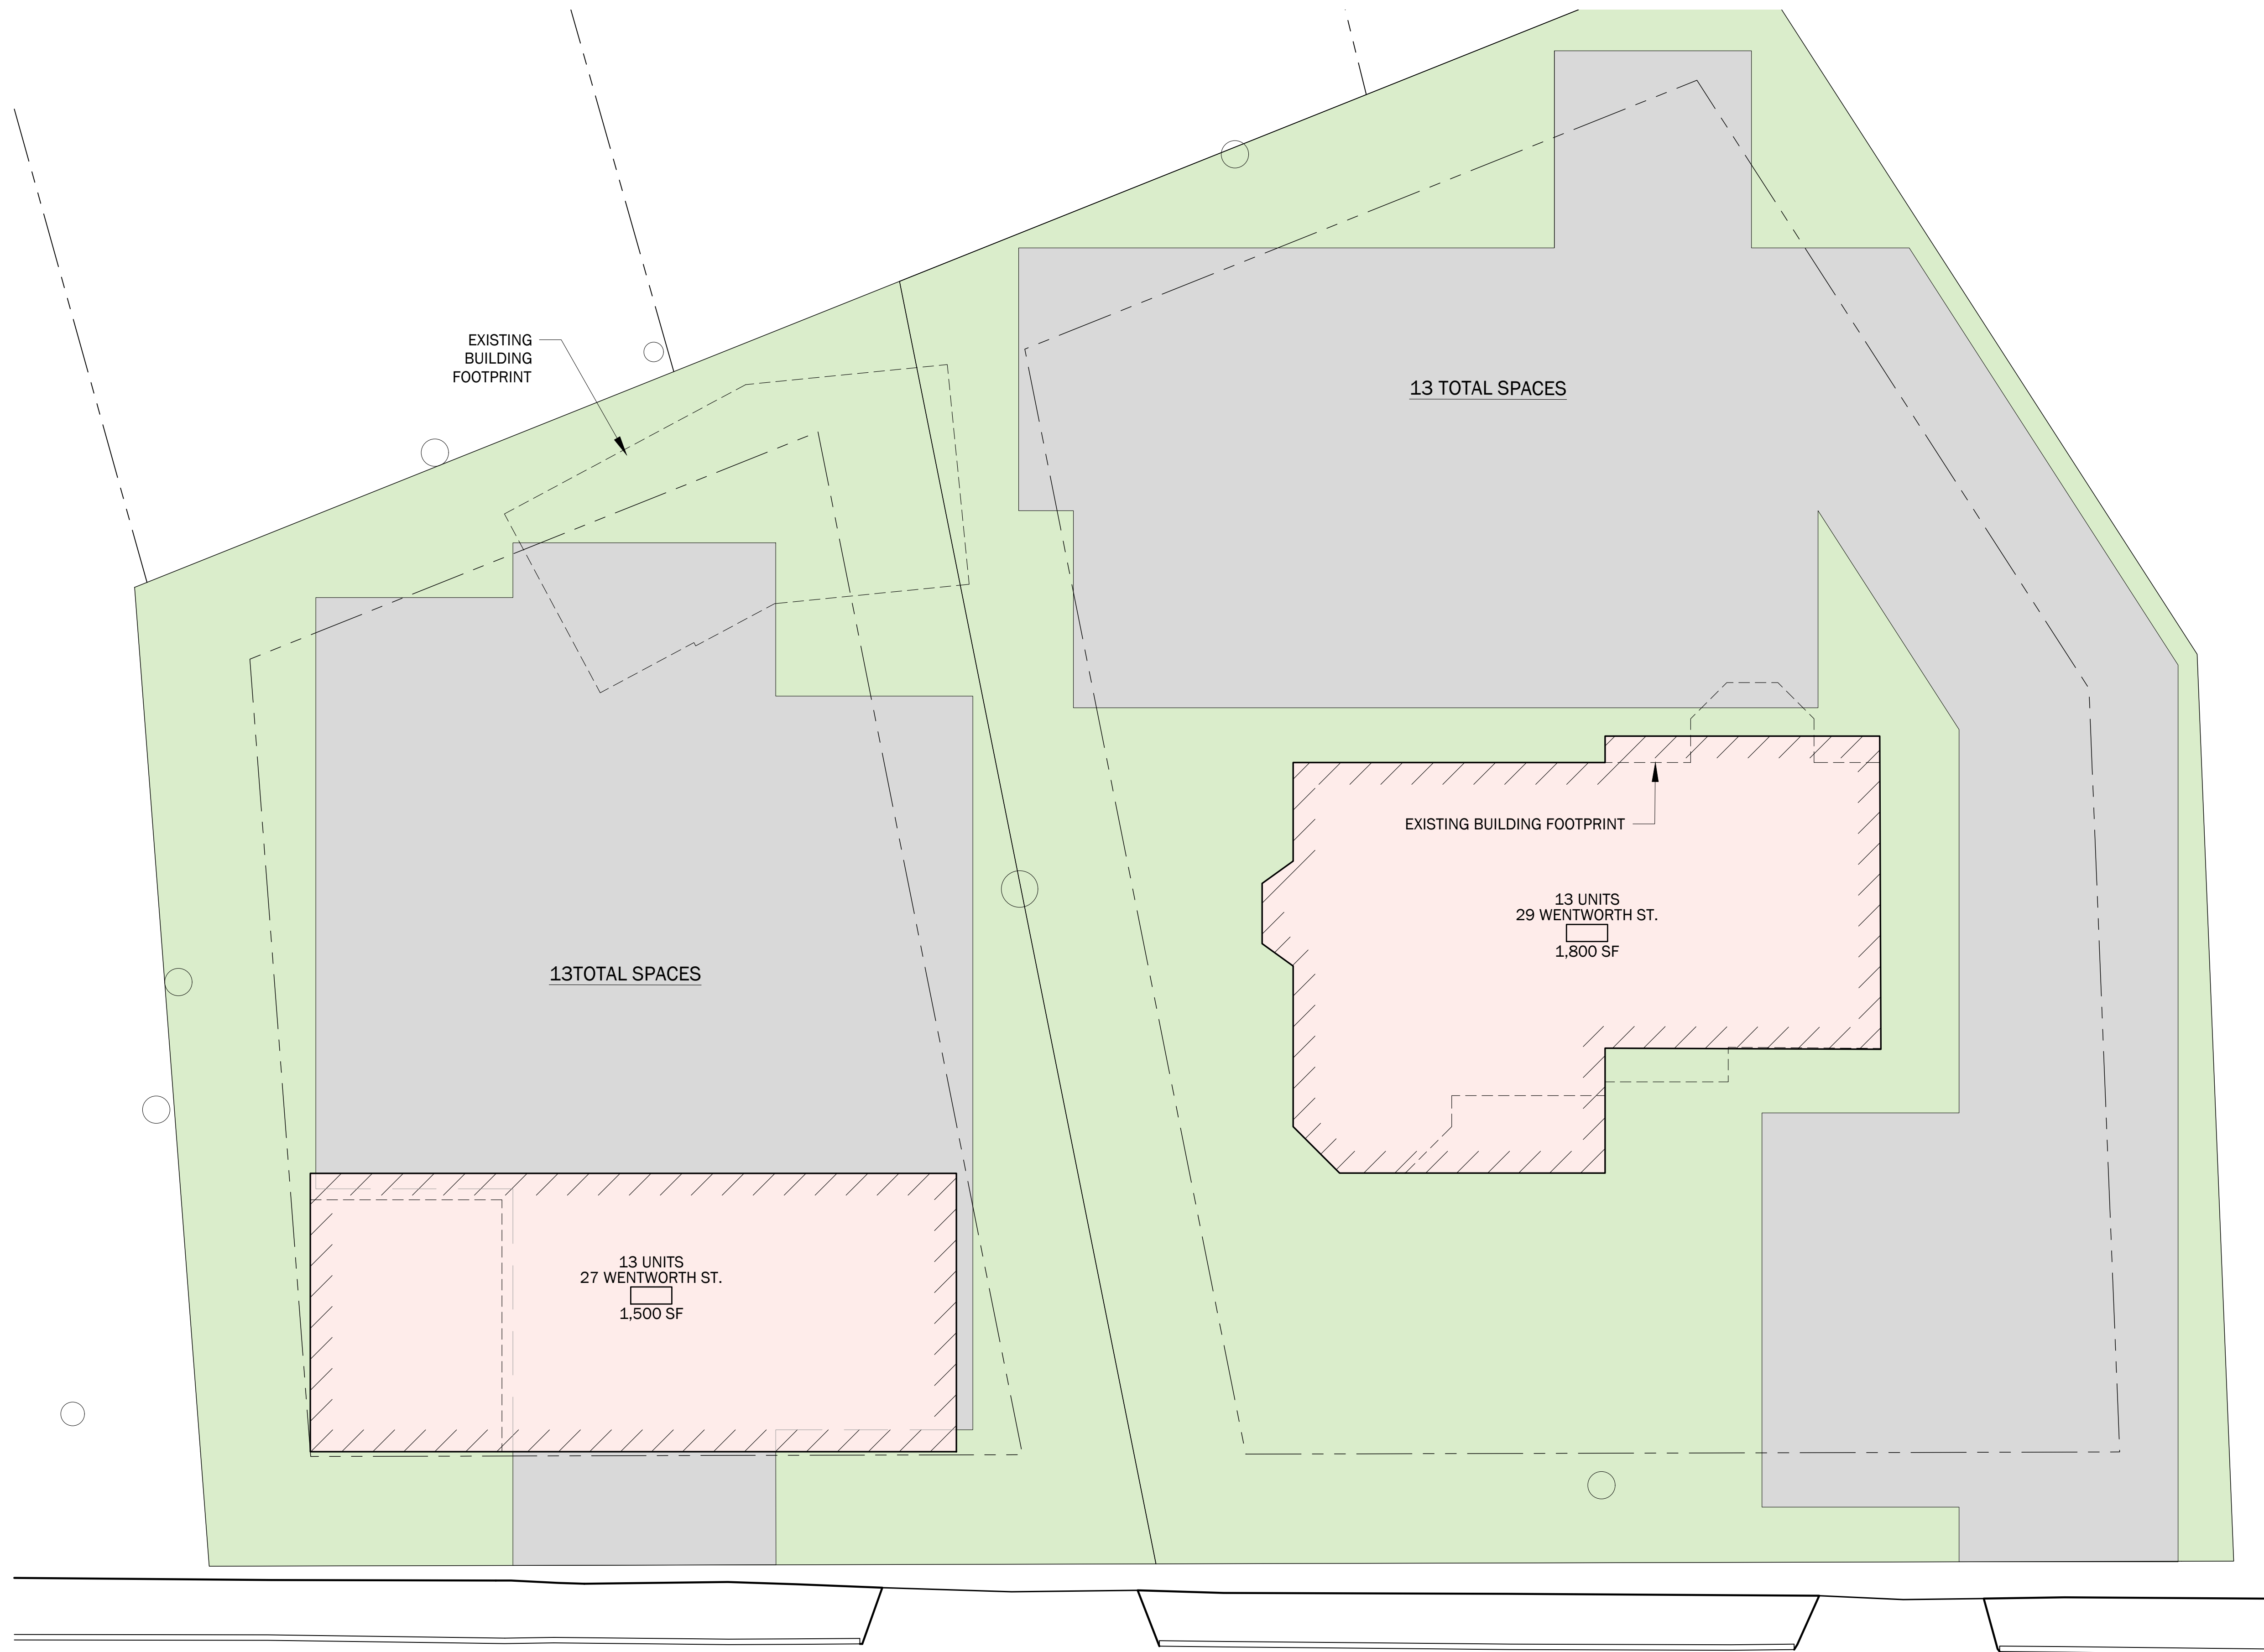 EXISTING
BUILDING
FOOTPRINT
13 TOTAL SPACES
EXISTING BUILDING FOOTPRINT
13 UNITS
29 WENTWORTH ST.
1,800 SF
13TOTAL SPACES
13 UNITS
27 WENTWORTH ST.
1,500 SF